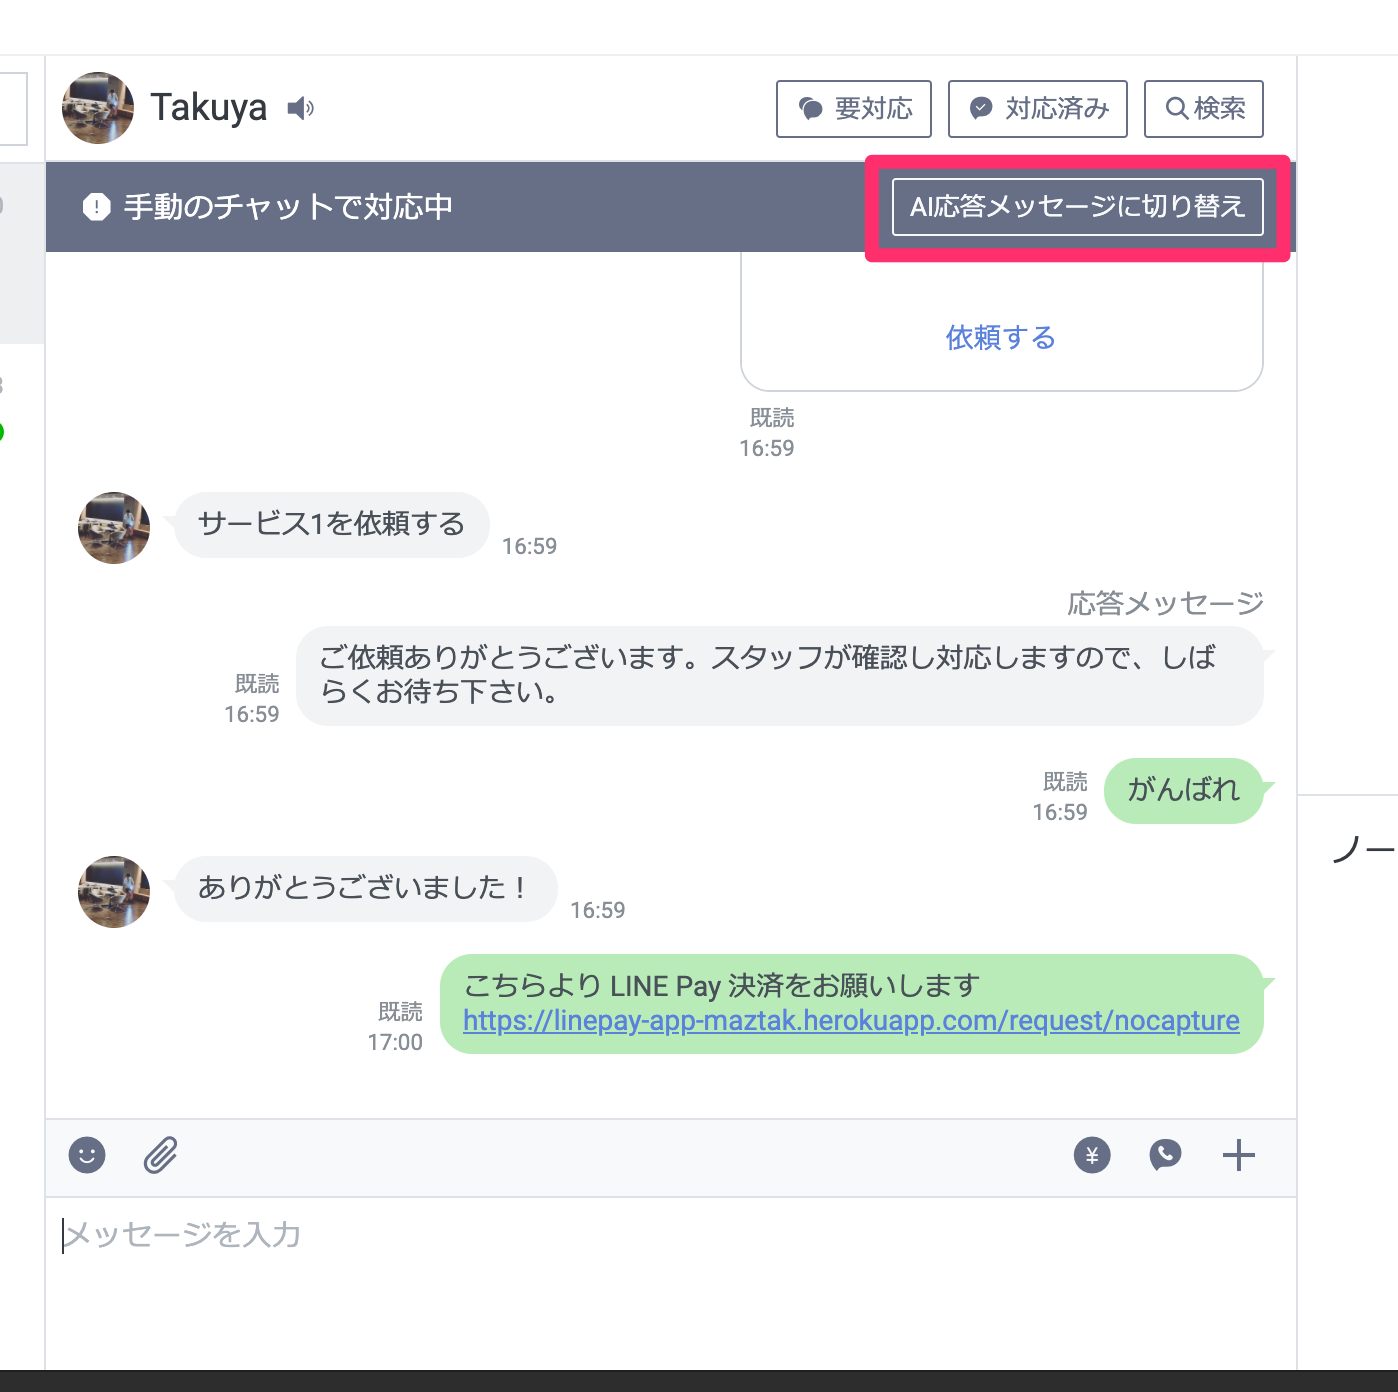 Takuya
要対応
対応済み
検索
手動のチャットで対応中
AI応答メッセージに切り替え
依頼する
既読
16:59
サービス1を依頼する
16:59
応答メッセージ
ご依頼ありがとうございます。スタッフが確認し対応しますので、しば
らくお待ち下さい。
既読
16:59
がんばれ
既読
16:59
ありがとうございました！
16:59
こちらより LINE Pay 決済をお願いします
https://linepay-app-maztak.herokuapp.com/request/nocapture
既読
17:00
ノー
¥
メッセージを入力